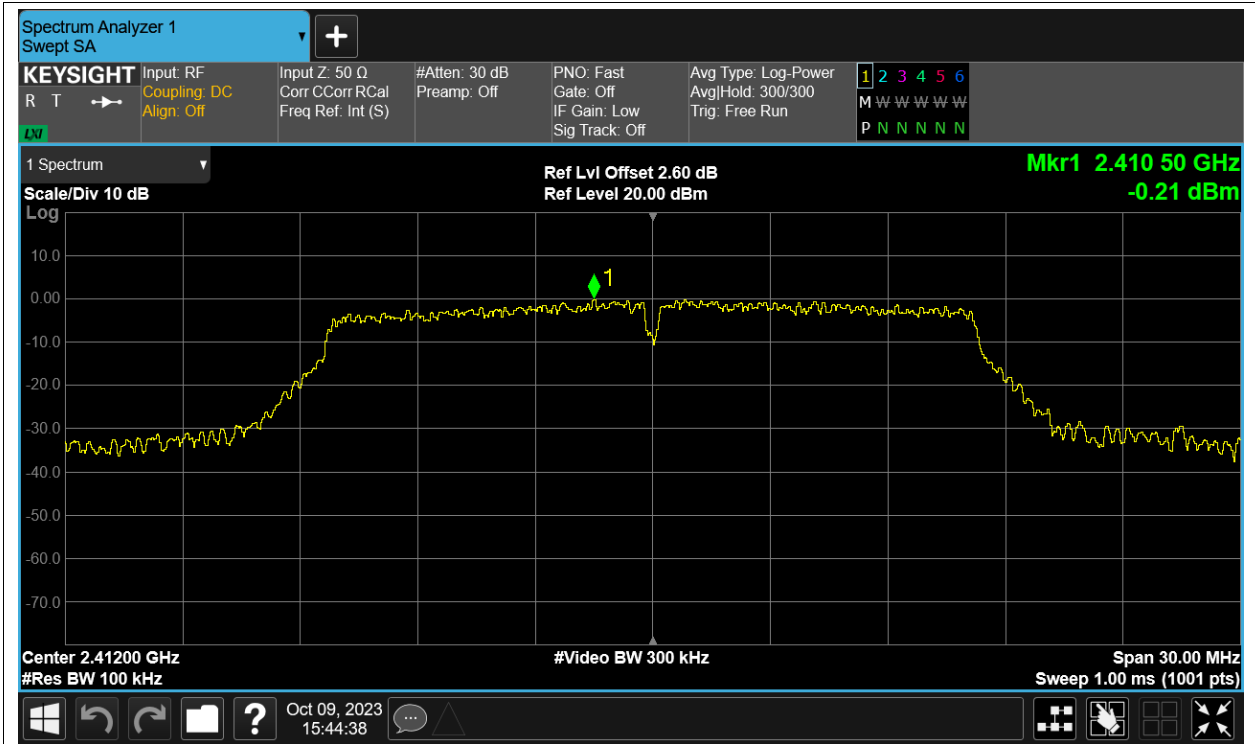 Spectrum Analyzer 1
Swept SA
KEYSIGHT
R T
LXI
Input: RF
Coupling: DC
Align: Off
Input Z: 50 Ω
Corr CCorr RCal
Freq Ref: Int (S)
#Atten: 30 dB
Preamp: Off
PNO: Fast
Gate: Off
IF Gain: Low
Sig Track: Off
Avg Type: Log-Power
Avg|Hold: 300/300
Trig: Free Run
1 2 3 4 5 6
M W W W W W
P N N N N N
1 Spectrum
Scale/Div 10 dB
Log
Ref Lvl Offset 2.60 dB
Ref Level 20.00 dBm
Mkr1 2.410 50 GHz
-0.21 dBm
1
10.0
0.00
-10.0
-20.0
-30.0
-40.0
-50.0
-60.0
-70.0
Center 2.41200 GHz
#Res BW 100 kHz
#Video BW 300 kHz
Span 30.00 MHz
Sweep 1.00 ms (1001 pts)
?
Oct 09, 2023
15:44:38